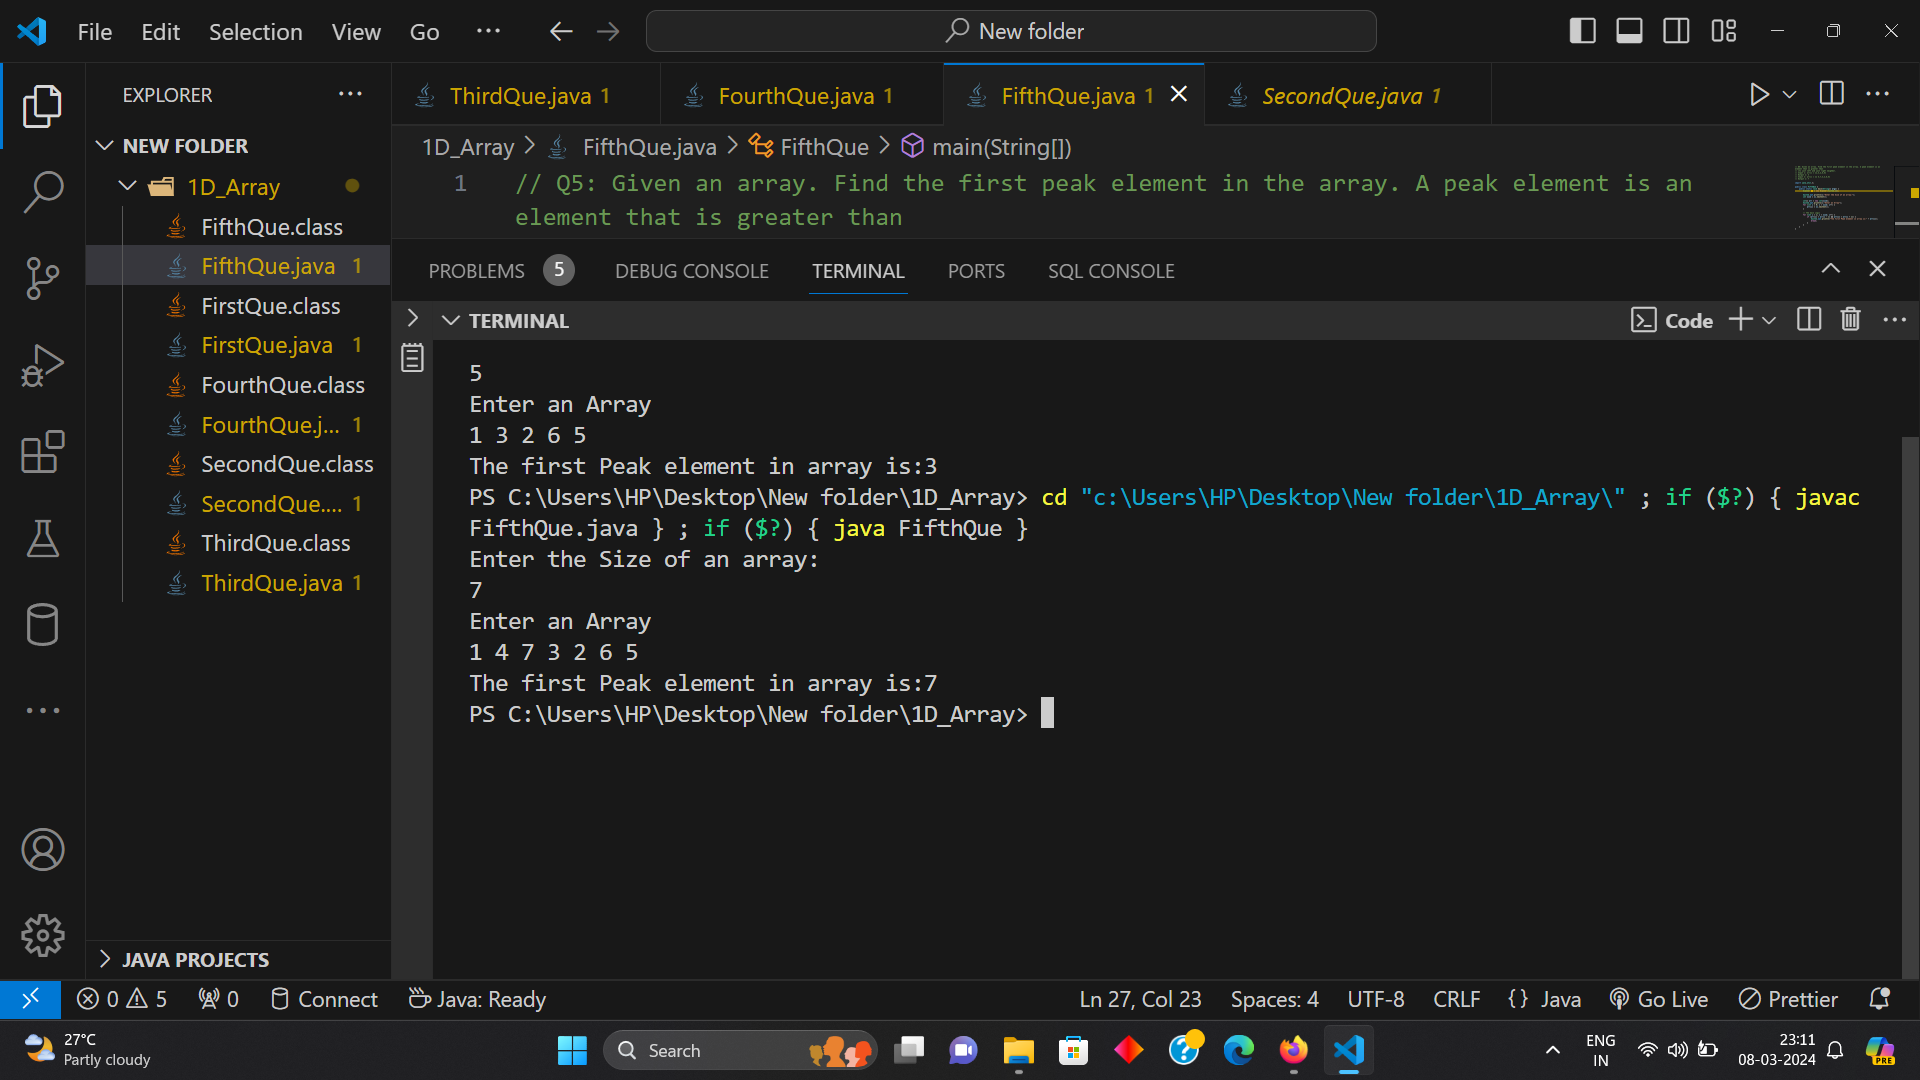 File Edit Selection View Go ··· New folder
EXPLORER ···
ThirdQue.java 1 FourthQue.java 1 FifthQue.java 1 SecondQue.java 1
NEW FOLDER
1D_Array
FifthQue.class
FifthQue.java 1
FirstQue.class
FirstQue.java 1
FourthQue.class
FourthQue.j... 1
SecondQue.class
SecondQue.... 1
ThirdQue.class
ThirdQue.java 1
JAVA PROJECTS
1D_Array > FifthQue.java > FifthQue > main(String[])
1 // Q5: Given an array. Find the first peak element in the array. A peak element is an
element that is greater than
PROBLEMS 5 DEBUG CONSOLE TERMINAL PORTS SQL CONSOLE
TERMINAL Code
5
Enter an Array
1 3 2 6 5
The first Peak element in array is:3
PS C:\Users\HP\Desktop\New folder\1D_Array> cd "c:\Users\HP\Desktop\New folder\1D_Array\" ; if ($?) { javac
FifthQue.java } ; if ($?) { java FifthQue }
Enter the Size of an array:
7
Enter an Array
1 4 7 3 2 6 5
The first Peak element in array is:7
PS C:\Users\HP\Desktop\New folder\1D_Array>
0 5 0 Connect Java: Ready Ln 27, Col 23 Spaces: 4 UTF-8 CRLF {} Java Go Live Prettier
27°C
Partly cloudy
Search
PRE
ENG
IN
23:11
08-03-2024